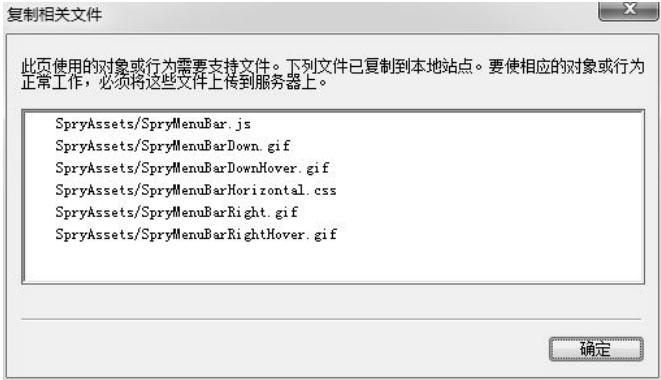 复制相关文件
此页使用的对象或行为需要支持文件。下列文件已复制到本地站点。要使相应的对象或行为
正常工作，必须将这些文件上传到服务器上。
SpryAssets/SpryMenuBar.js
SpryAssets/SpryMenuBarDown.gif
SpryAssets/SpryMenuBarDownHover.gif
SpryAssets/SpryMenuBarHorizontal.css
SpryAssets/SpryMenuBarRight.gif
SpryAssets/SpryMenuBarRightHover.gif
确定